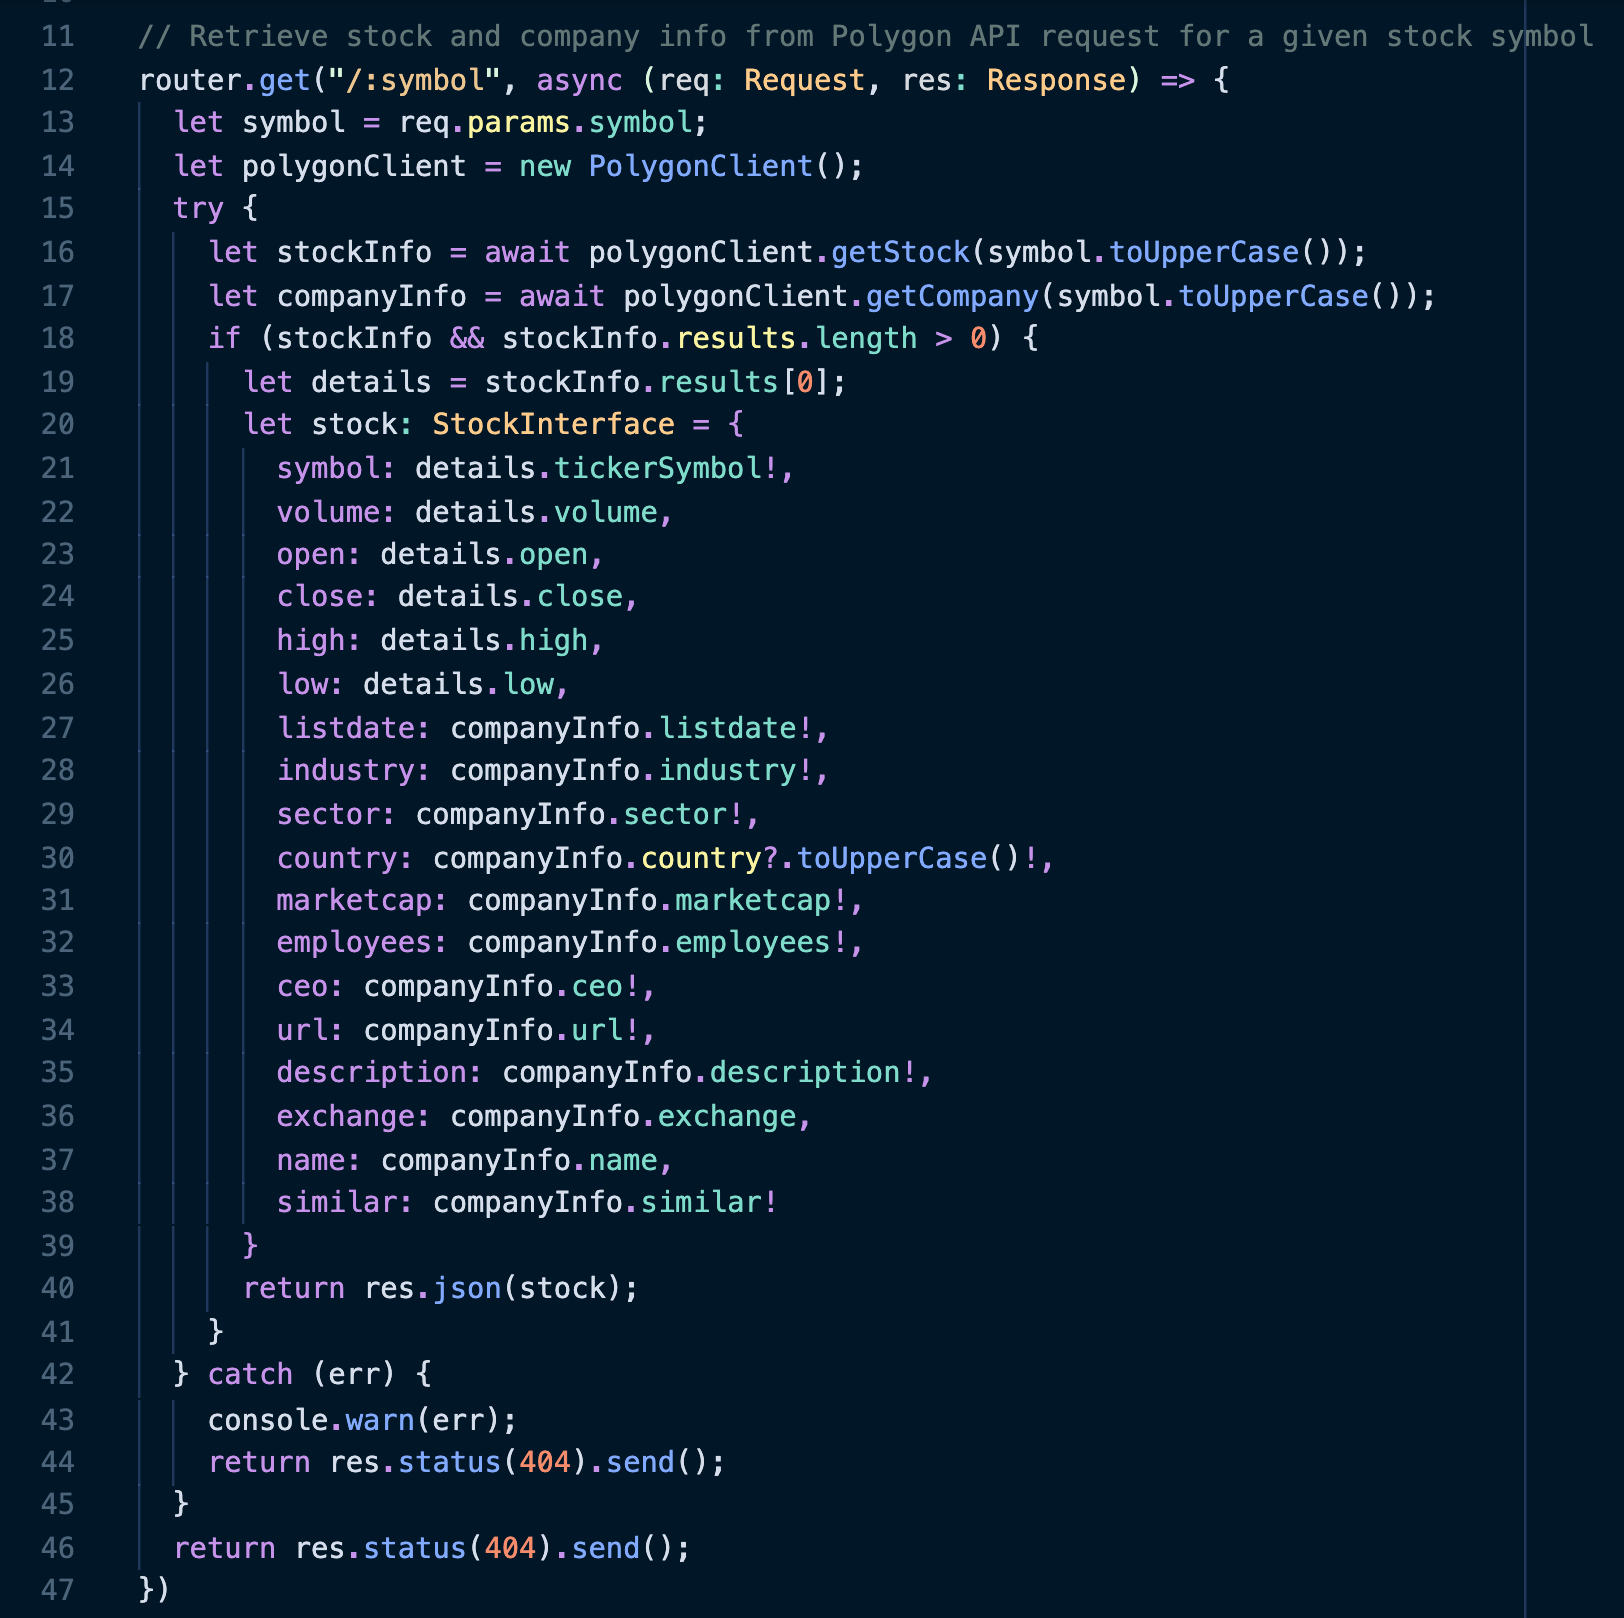 11 // Retrieve stock and company info from Polygon API request for a given stock symbol
12 router.get("/:symbol", async (req: Request, res: Response) => {
13   let symbol = req.params.symbol;
14   let polygonClient = new PolygonClient();
15   try {
16     let stockInfo = await polygonClient.getStock(symbol.toUpperCase());
17     let companyInfo = await polygonClient.getCompany(symbol.toUpperCase());
18     if (stockInfo && stockInfo.results.length > 0) {
19       let details = stockInfo.results[0];
20       let stock: StockInterface = {
21         symbol: details.tickerSymbol!,
22         volume: details.volume,
23         open: details.open,
24         close: details.close,
25         high: details.high,
26         low: details.low,
27         listdate: companyInfo.listdate!,
28         industry: companyInfo.industry!,
29         sector: companyInfo.sector!,
30         country: companyInfo.country?.toUpperCase()!,
31         marketcap: companyInfo.marketcap!,
32         employees: companyInfo.employees!,
33         ceo: companyInfo.ceo!,
34         url: companyInfo.url!,
35         description: companyInfo.description!,
36         exchange: companyInfo.exchange,
37         name: companyInfo.name,
38         similar: companyInfo.similar!
39       }
40       return res.json(stock);
41     }
42   } catch (err) {
43     console.warn(err);
44     return res.status(404).send();
45   }
46   return res.status(404).send();
47 })